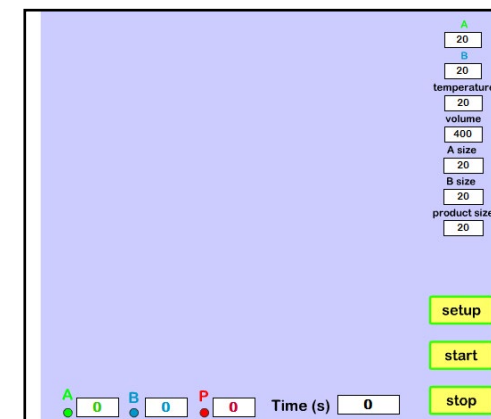 A
20
B
20
temperature
20
volume
400
A size
20
B size
20
product size
20
setup
start
A 0 B 0 P 0 Time (s) 0 stop